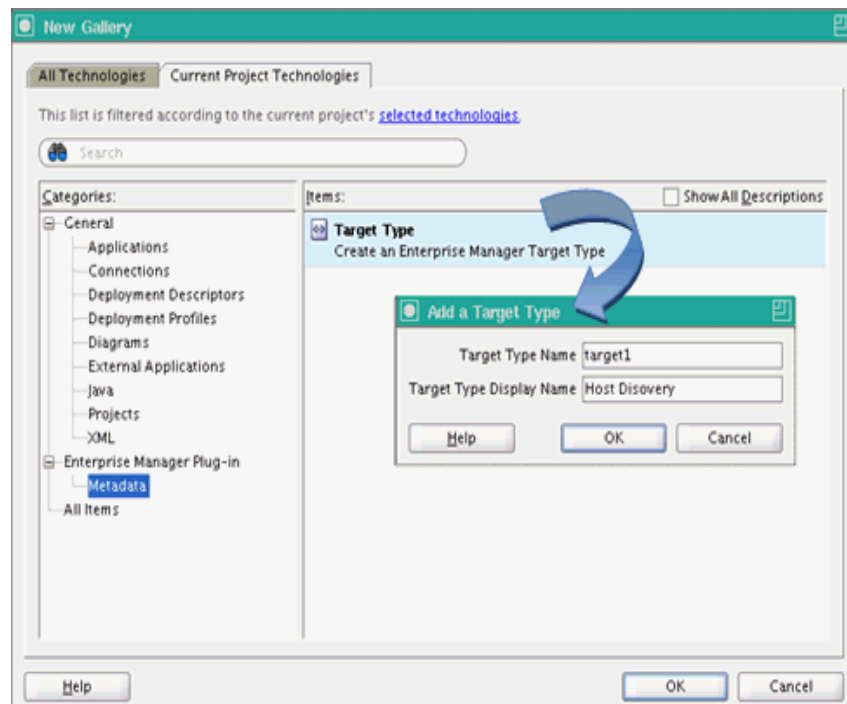 New Gallery
All Technologies
Current Project Technologies
This list is filtered according to the current project's selected technologies.
Search
Categories:
General
Applications
Connections
Deployment Descriptors
Deployment Profiles
Diagrams
External Applications
Java
Projects
XML
Enterprise Manager Plug-in
Metadata
All Items
Items:
Show All Descriptions
Target Type
Create an Enterprise Manager Target Type
Add a Target Type
Target Type Name target1
Target Type Display Name Host Disovery
Help
OK
Cancel
Help
OK
Cancel